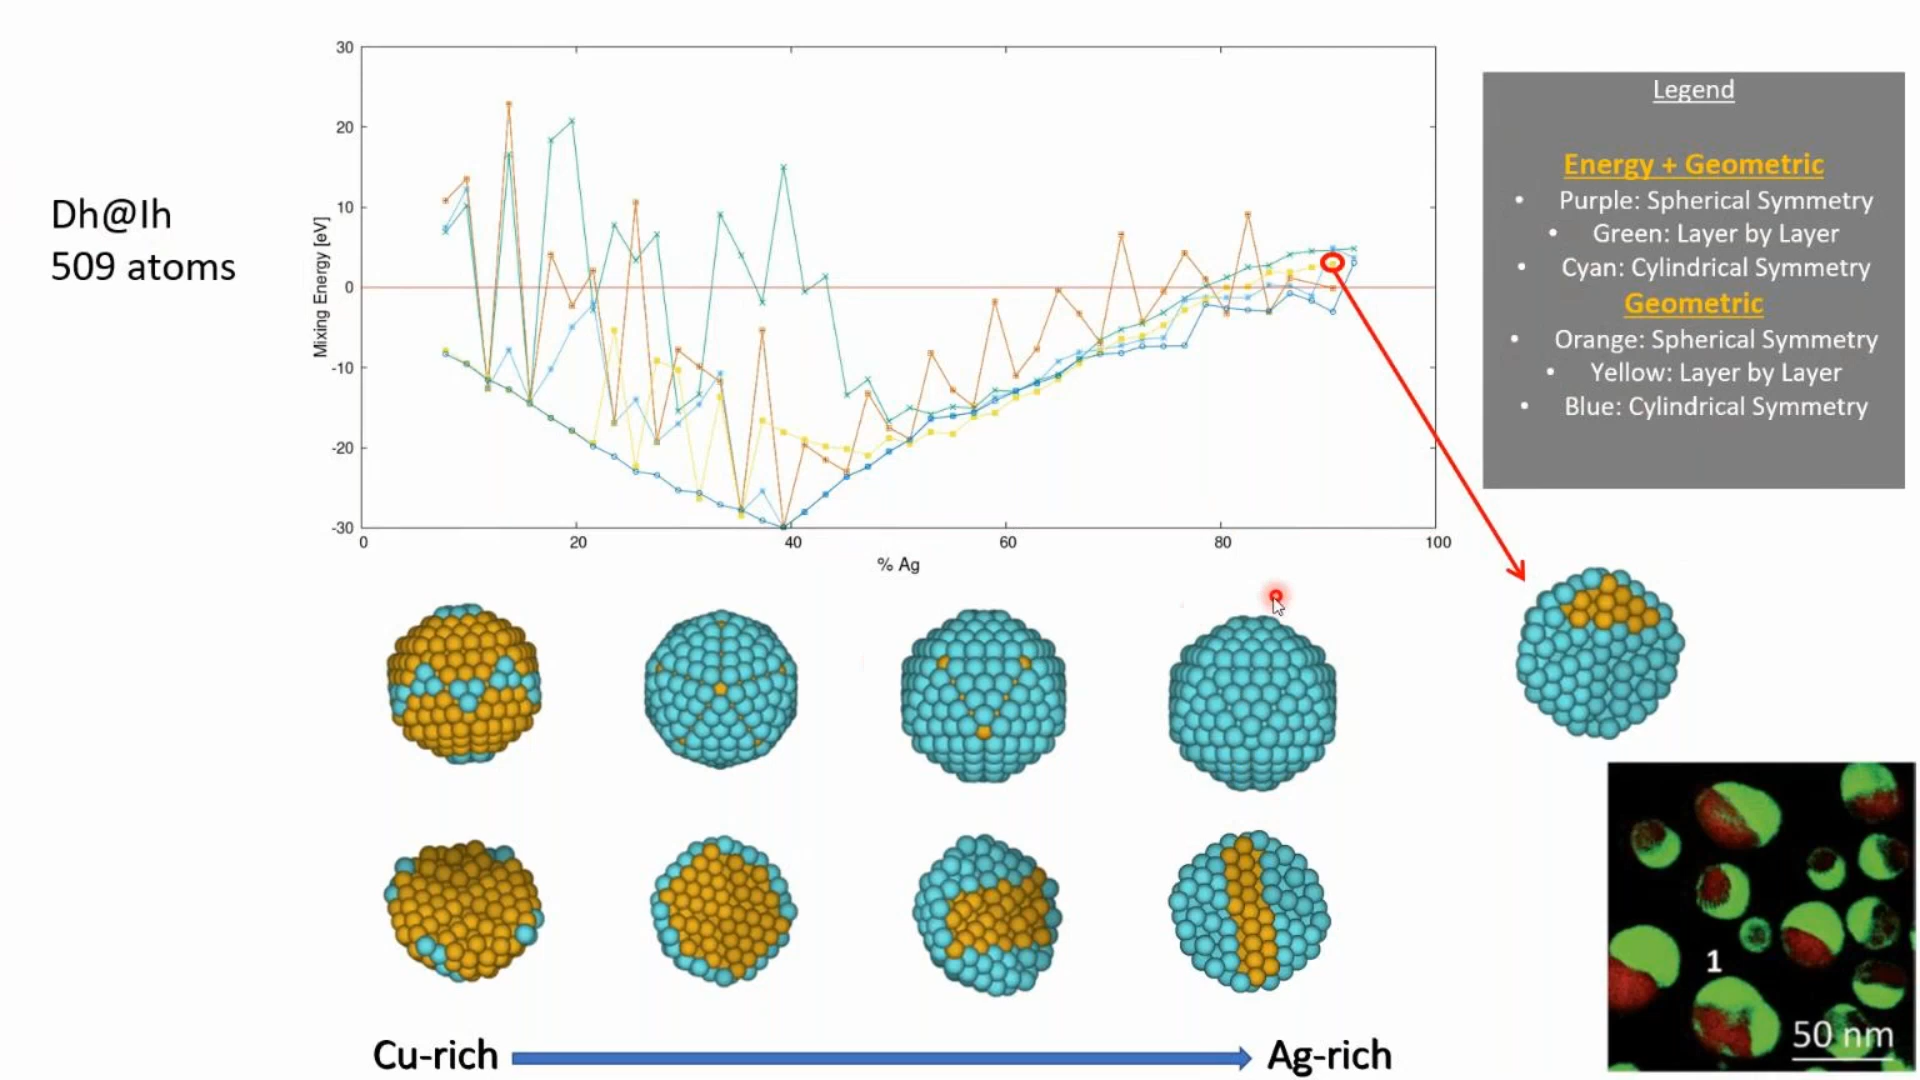 Dh@Ih
509 atoms
30
20
10
0
-10
-20
-30
Mixing Energy [eV]
0
20
40
60
80
100
% Ag
Legend
Energy + Geometric
• Purple: Spherical Symmetry
• Green: Layer by Layer
• Cyan: Cylindrical Symmetry
Geometric
• Orange: Spherical Symmetry
• Yellow: Layer by Layer
• Blue: Cylindrical Symmetry
1
50 nm
Cu-rich
Ag-rich